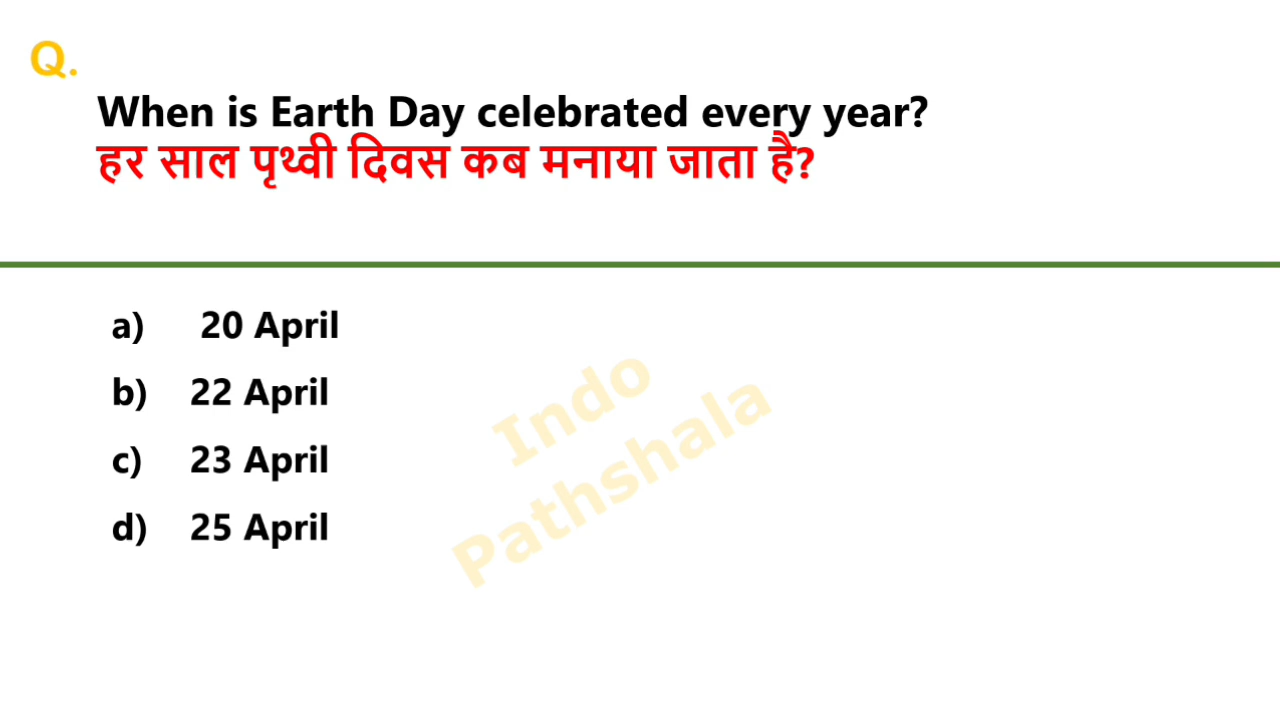 Q.
When is Earth Day celebrated every year?
हर साल पृथ्वी दिवस कब मनाया जाता है?
a) 20 April
b) 22 April
c) 23 April
d) 25 April
Indo
Pathshala